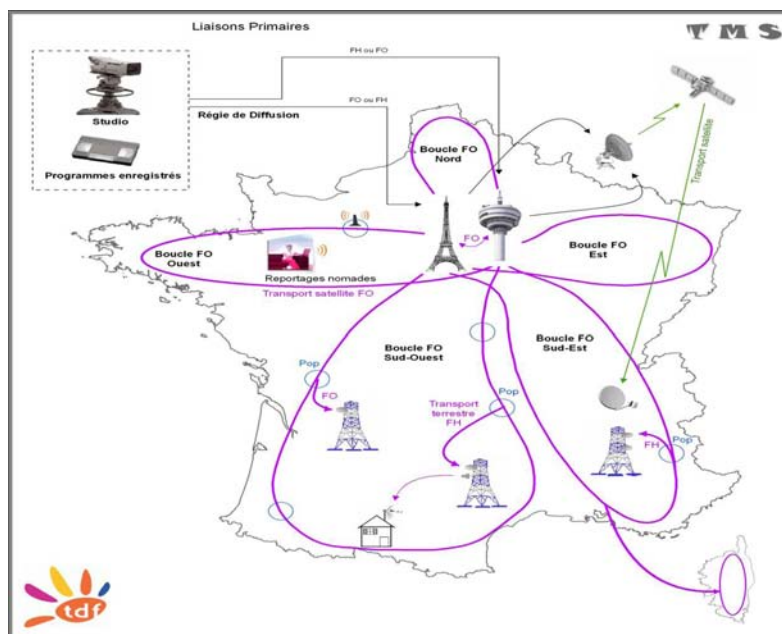 Liaisons Primaires
TMS
FH ou FO
FO ou FH
Studio
Régie de Diffusion
Programmes enregistrés
Transport satellite
Boucle FO
Nord
FO
Boucle FO
Ouest
Boucle FO
Est
Reportages nomades
Transport satellite FO
Boucle FO
Sud-Ouest
Boucle FO
Sud-Est
Pop
FO
Pop
Transport
terrestre
FH
FH
Pop
tdf